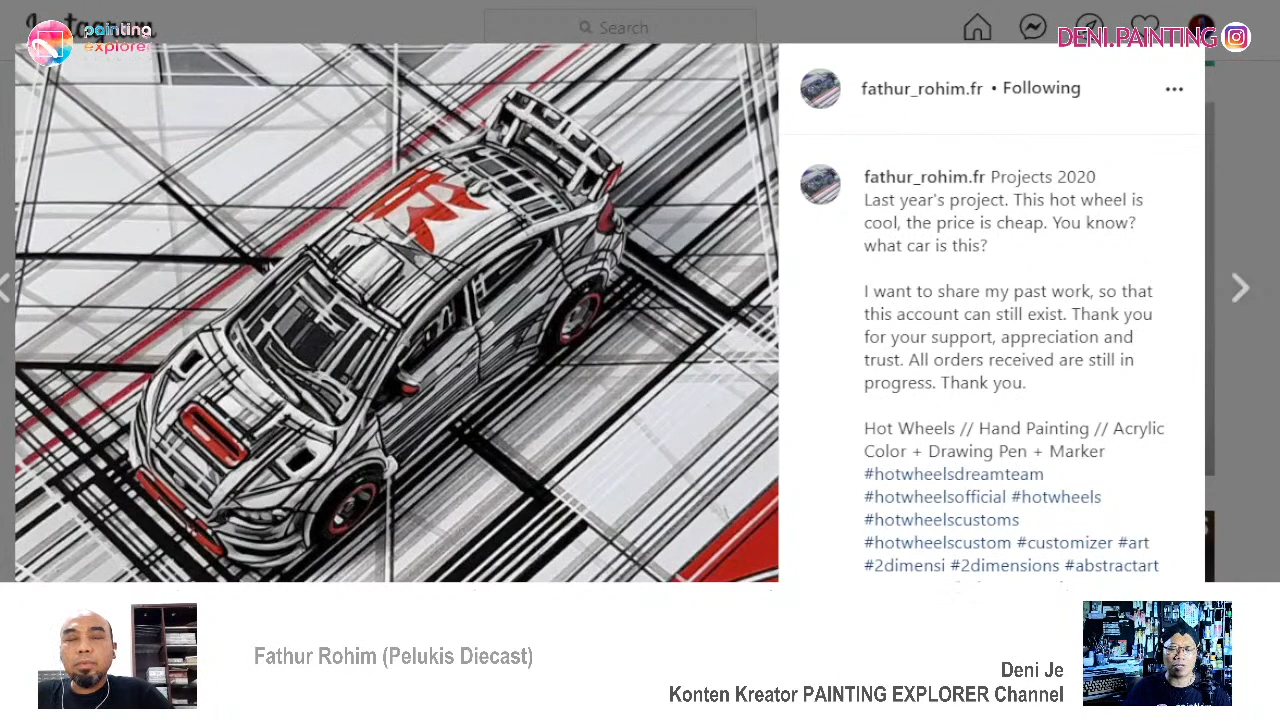 Instagram
painting
explorer
Search
DENI.PAINTING
fathur_rohim.fr • Following
fathur_rohim.fr Projects 2020
Last year's project. This hot wheel is
cool, the price is cheap. You know?
what car is this?
I want to share my past work, so that
this account can still exist. Thank you
for your support, appreciation and
trust. All orders received are still in
progress. Thank you.
Hot Wheels // Hand Painting // Acrylic
Color + Drawing Pen + Marker
#hotwheelsdreamteam
#hotwheelsofficial #hotwheels
#hotwheelscustoms
#hotwheelscustom #customizer #art
#2dimensi #2dimensions #abstractart
Fathur Rohim (Pelukis Diecast)
Deni Je
Konten Kreator PAINTING EXPLORER Channel